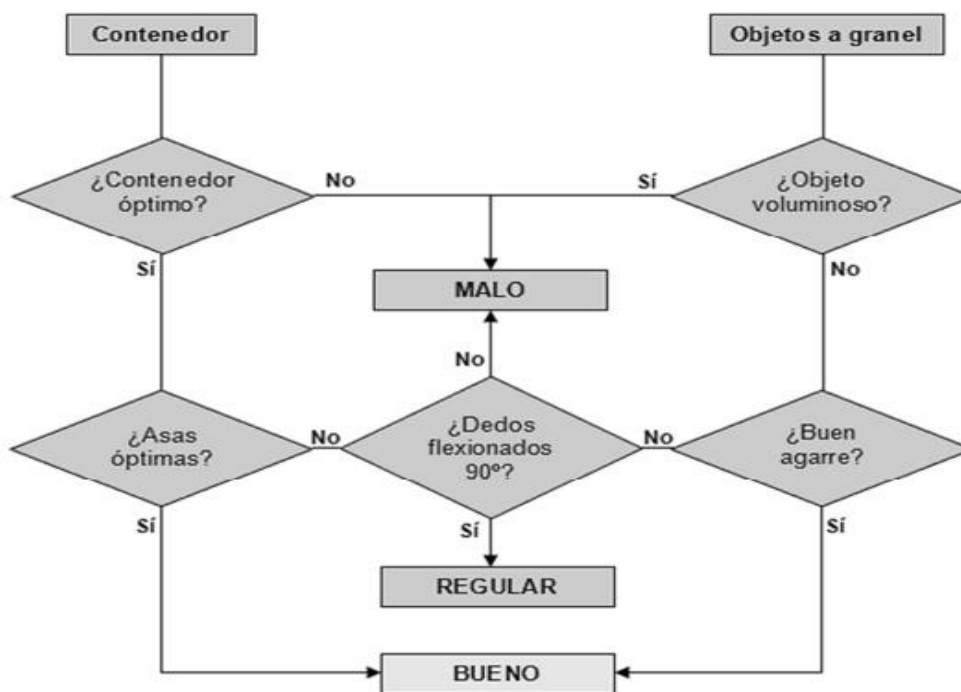 Contenedor
Objetos a granel
¿Contenedor
óptimo?
No
Sí
¿Objeto
voluminoso?
Sí
No
MALO
No
¿Asas
óptimas?
No
¿Dedos
flexionados
90º?
No
¿Buen
agarre?
Sí
Sí
Sí
REGULAR
BUENO